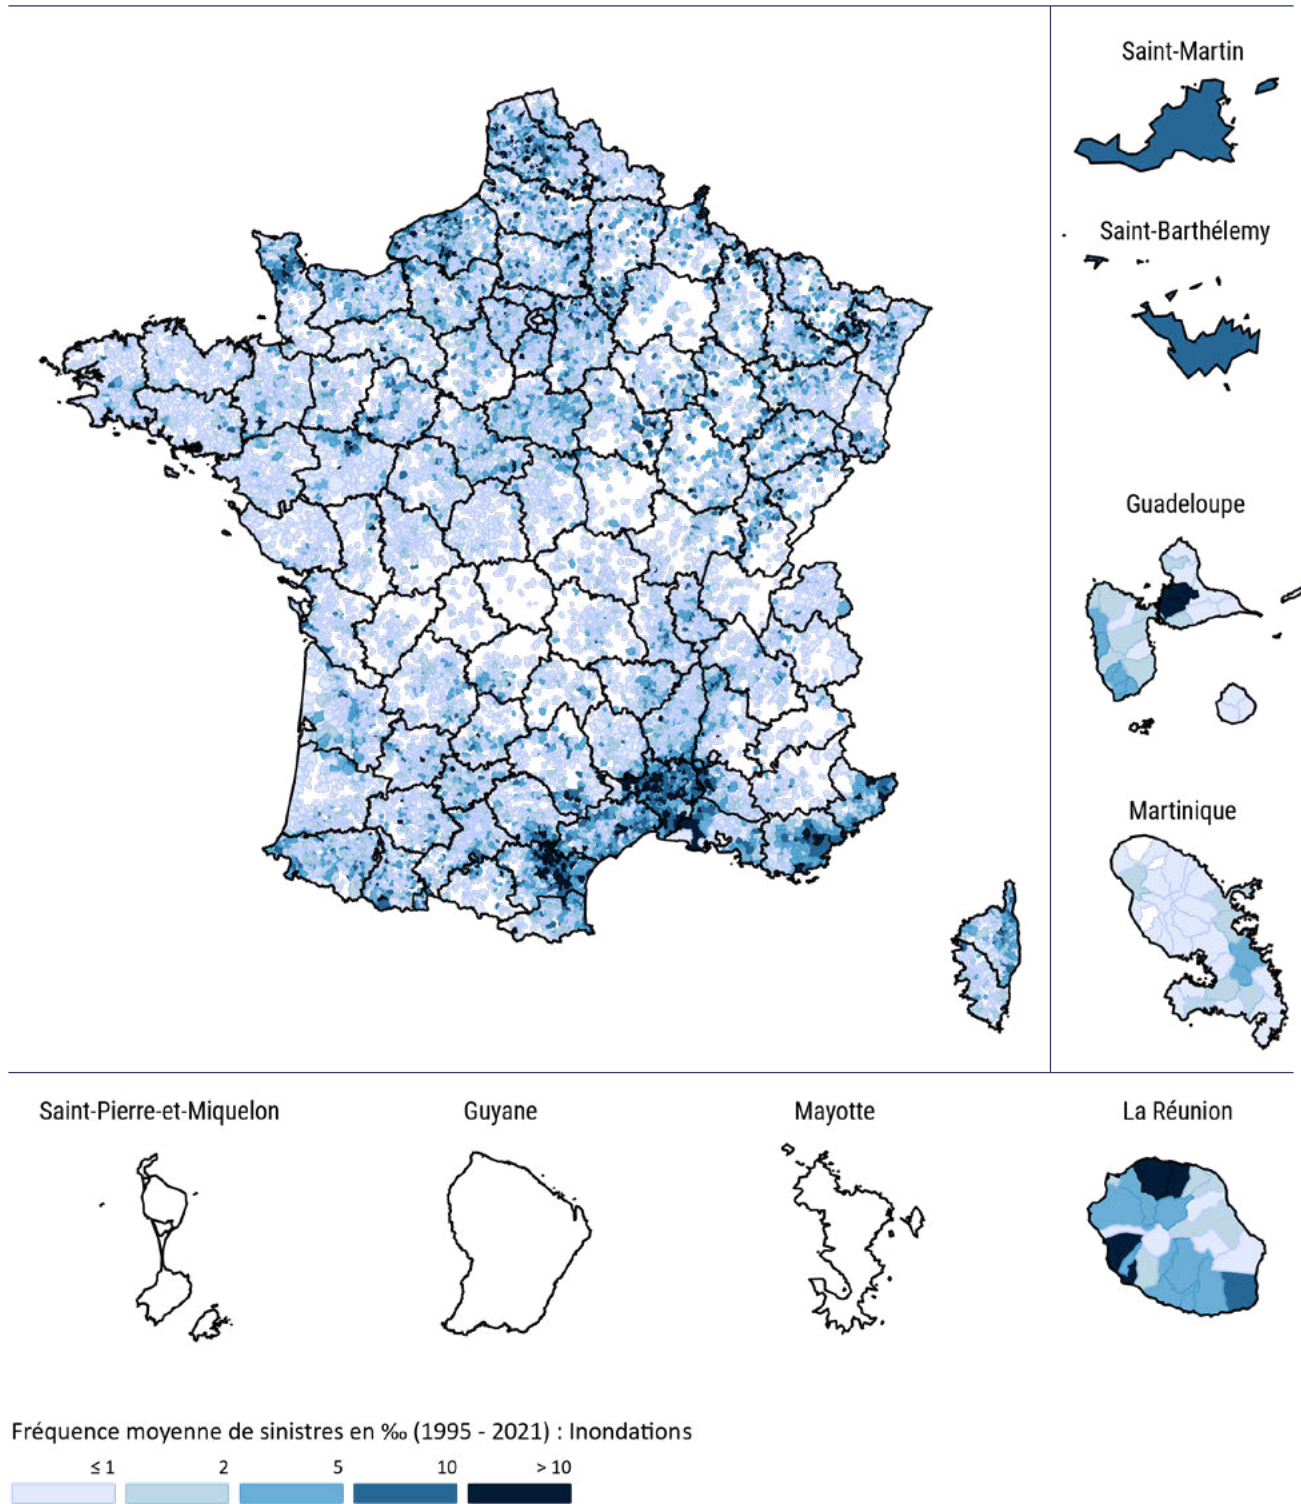 Saint-Martin
Saint-Barthélemy
Guadeloupe
Martinique
Saint-Pierre-et-Miquelon
Guyane
Mayotte
La Réunion
Fréquence moyenne de sinistres en ‰ (1995 - 2021) : Inondations
≤ 1 2 5 10 > 10